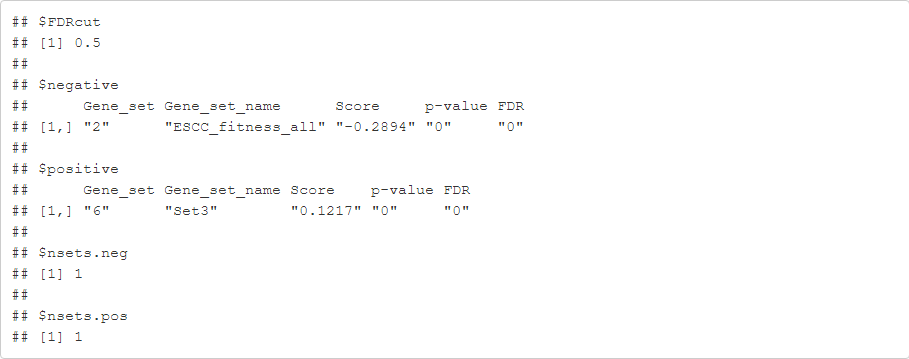 ## $FDRcut
## [1] 0.5
##
## $negative
##      Gene_set Gene_set_name      Score     p-value FDR
## [1,] "2"      "ESCC_fitness_all" "-0.2894" "0"     "0"
##
## $positive
##      Gene_set Gene_set_name Score    p-value FDR
## [1,] "6"      "Set3"        "0.1217" "0"     "0"
##
## $nsets.neg
## [1] 1
##
## $nsets.pos
## [1] 1